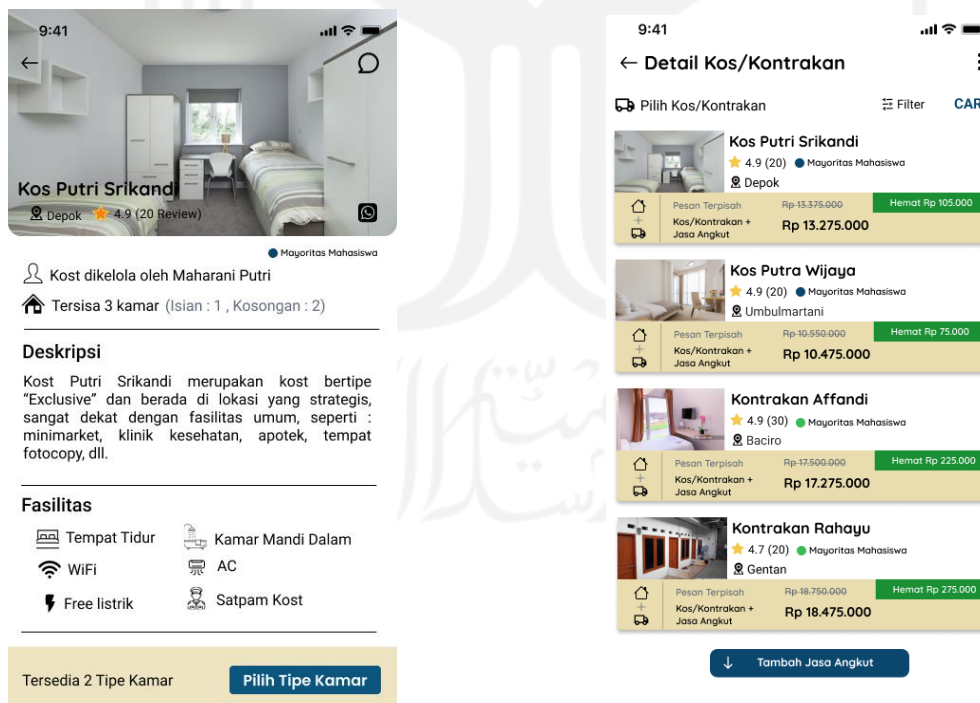 9:41
Kos Putri Srikandi
Depok 4.9 (20 Review)
Mayoritas Mahasiswa
Kost dikelola oleh Maharani Putri
Tersisa 3 kamar (Isian : 1 , Kosongan : 2)
Deskripsi
Kost Putri Srikandi merupakan kost bertipe
“Exclusive” dan berada di lokasi yang strategis,
sangat dekat dengan fasilitas umum, seperti :
minimarket, klinik kesehatan, apotek, tempat
fotocopy, dll.
Fasilitas
Tempat Tidur
Kamar Mandi Dalam
WiFi
AC
Free listrik
Satpam Kost
Tersedia 2 Tipe Kamar
Pilih Tipe Kamar
9:41
Detail Kos/Kontrakan
Pilih Kos/Kontrakan
Filter
CAR
Kos Putri Srikandi
4.9 (20) Mayoritas Mahasiswa
Depok
Pesan Terpisah Rp 13.375.000 Hemat Rp 105.000
Kos/Kontrakan +
Jasa Angkut
Rp 13.275.000
Kos Putra Wijaya
4.9 (20) Mayoritas Mahasiswa
Umbulmartani
Pesan Terpisah Rp 10.550.000 Hemat Rp 75.000
Kos/Kontrakan +
Jasa Angkut
Rp 10.475.000
Kontrakan Affandi
4.9 (30) Mayoritas Mahasiswa
Baciro
Pesan Terpisah Rp 17.500.000 Hemat Rp 225.000
Kos/Kontrakan +
Jasa Angkut
Rp 17.275.000
Kontrakan Rahayu
4.7 (20) Mayoritas Mahasiswa
Gentan
Pesan Terpisah Rp 18.750.000 Hemat Rp 275.000
Kos/Kontrakan +
Jasa Angkut
Rp 18.475.000
Tambah Jasa Angkut